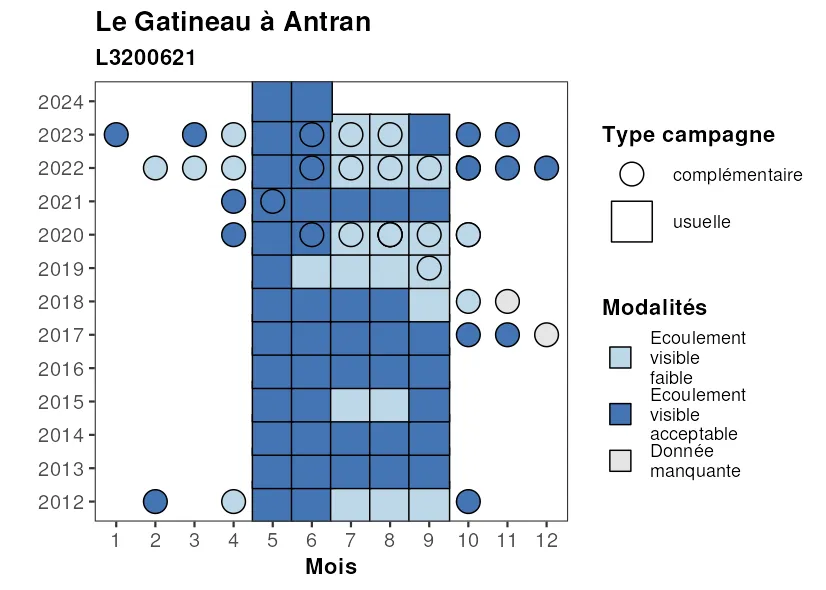 Le Gatineau à Antran
L3200621
2024
2023
2022
2021
2020
2019
2018
2017
2016
2015
2014
2013
2012
1 2 3 4 5 6 7 8 9 10 11 12
Mois
Type campagne
complémentaire
usuelle
Modalités
Ecoulement
visible
faible
Ecoulement
visible
acceptable
Donnée
manquante